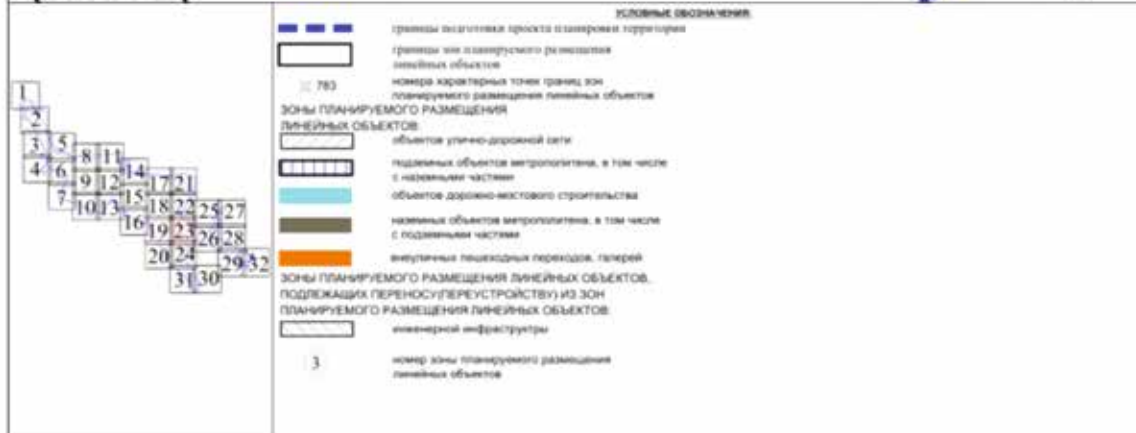 УСЛОВНЫЕ ОБОЗНАЧЕНИЯ:
границы подготовки проекта планировки территории
границы зон планируемого размещения
линейных объектов
783
номера характерных точек границ зон
планируемого размещения линейных объектов
ЗОНЫ ПЛАНИРУЕМОГО РАЗМЕЩЕНИЯ
ЛИНЕЙНЫХ ОБЪЕКТОВ:
объектов улично-дорожной сети
подземных объектов метрополитена, в том числе
с наземными частями
объектов дорожно-мостового строительства
наземных объектов метрополитена, в том числе
с подземными частями
внеуличных пешеходных переходов, галерей
ЗОНЫ ПЛАНИРУЕМОГО РАЗМЕЩЕНИЯ ЛИНЕЙНЫХ ОБЪЕКТОВ,
ПОДЛЕЖАЩИХ ПЕРЕНОСУ(ПЕРЕУСТРОЙСТВУ) ИЗ ЗОН
ПЛАНИРУЕМОГО РАЗМЕЩЕНИЯ ЛИНЕЙНЫХ ОБЪЕКТОВ
инженерной инфраструктры
3
номер зоны планируемого размещения
линейных объектов
1
2
3 5
8 11
4 6
14
9 12
17 21
7
15
10 13
18 22
25 27
16
19 23
26 28
20 24
29 32
31 30